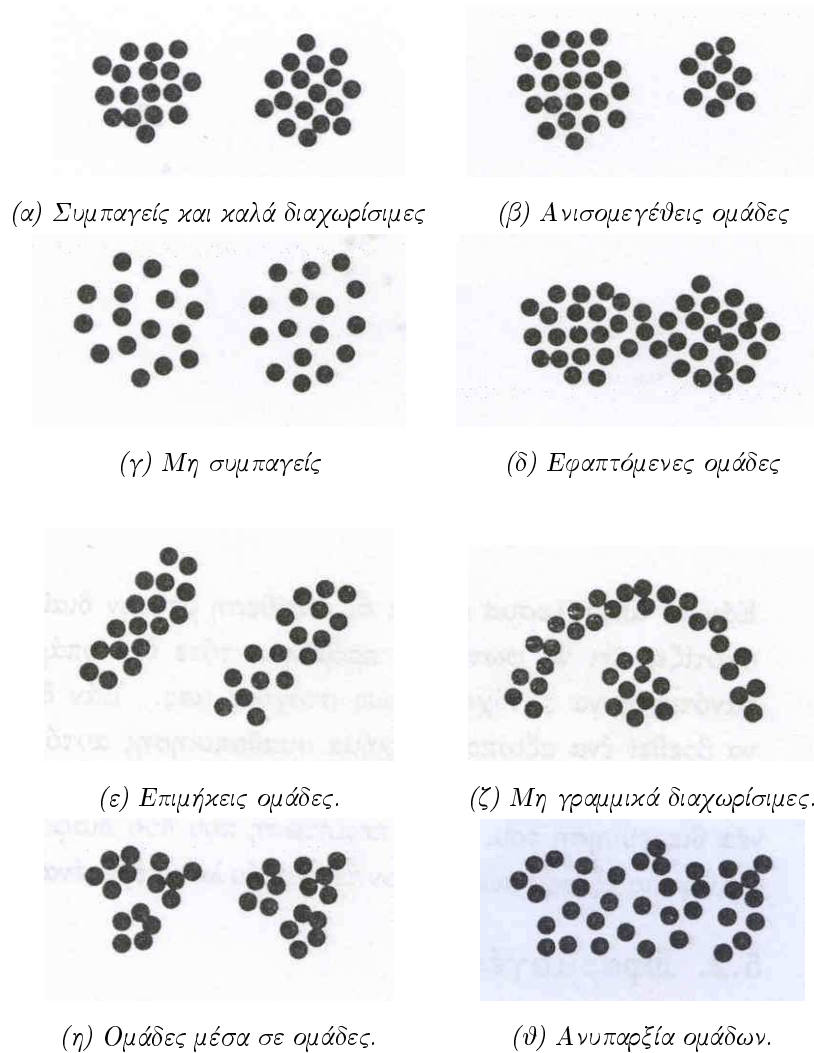 (α) Συμπαγείς και καλά διαχωρίσιμες
(β) Ανισομεγέθεις ομάδες
(γ) Μη συμπαγείς
(δ) Εφαπτόμενες ομάδες
(ε) Επιμήκεις ομάδες.
(ζ) Μη γραμμικά διαχωρίσιμες.
(η) Ομάδες μέσα σε ομάδες.
(ϑ) Ανυπαρξία ομάδων.